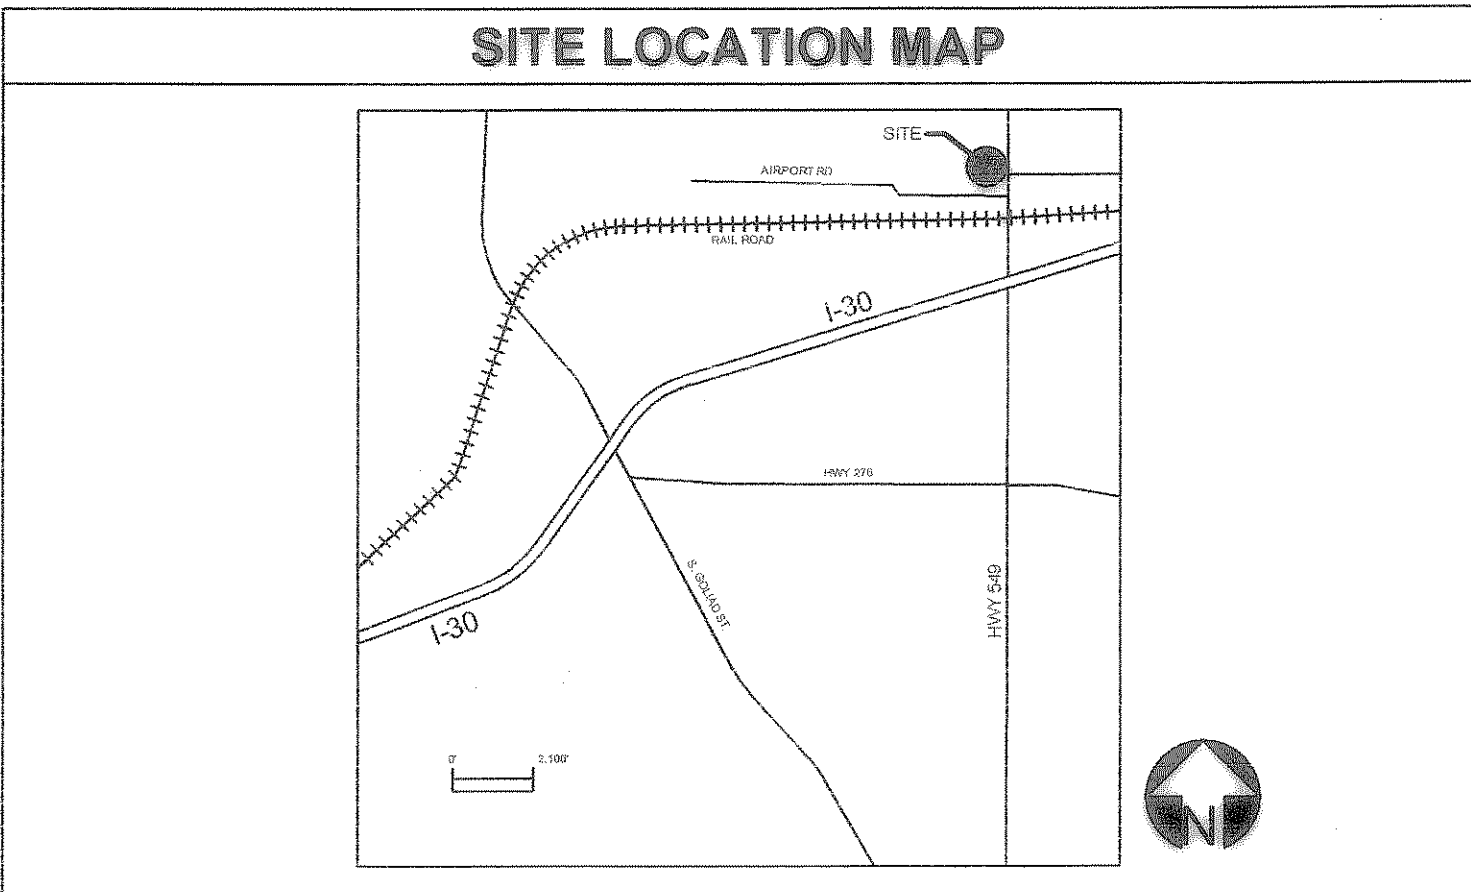 SITE LOCATION MAP
SITE
AIRPORT RD
RAIL ROAD
I-30
HWY 276
S. GOLIAD ST
HWY 549
I-30
0'
2,100'
N